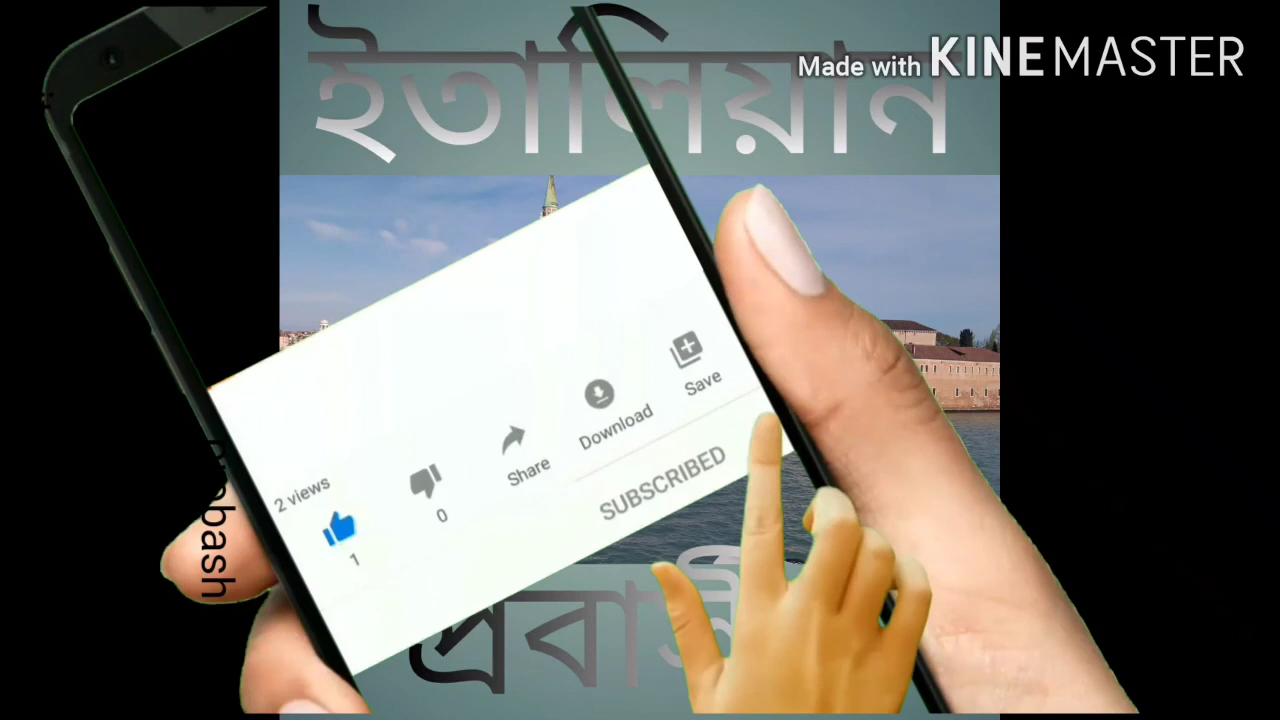 ইতালিয়ান
Made with KINEMASTER
Save
Download
Share
2 views
0
1
SUBSCRIBED